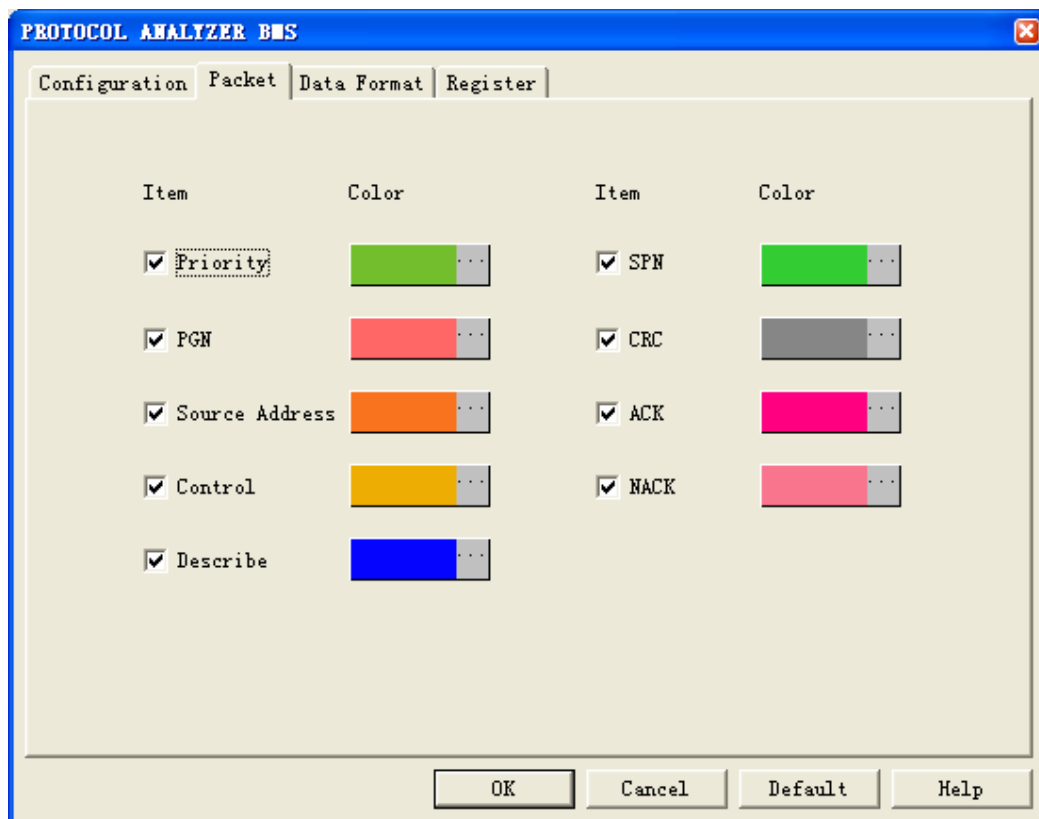 PROTOCOL ANALYZER BMS
Configuration Packet Data Format Register
Item Color Item Color
Priority ... SPN ...
PGN ... CRC ...
Source Address ... ACK ...
Control ... NACK ...
Describe ...
OK Cancel Default Help